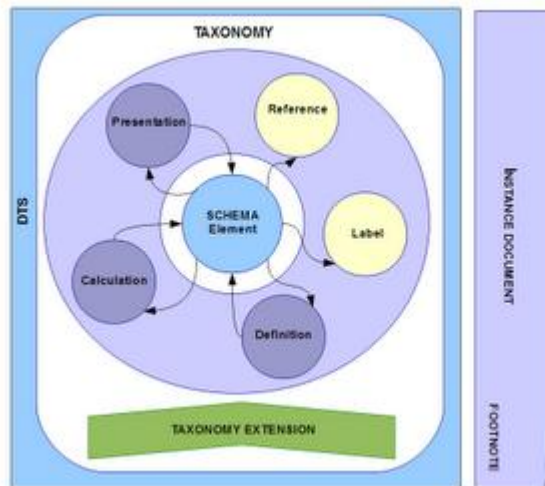 TAXONOMY
Reference
Presentation
SCHEMA
Element
Label
Calculation
Definition
TAXONOMY EXTENSION
DTS
INSTANCE DOCUMENT
FOOTNOTE